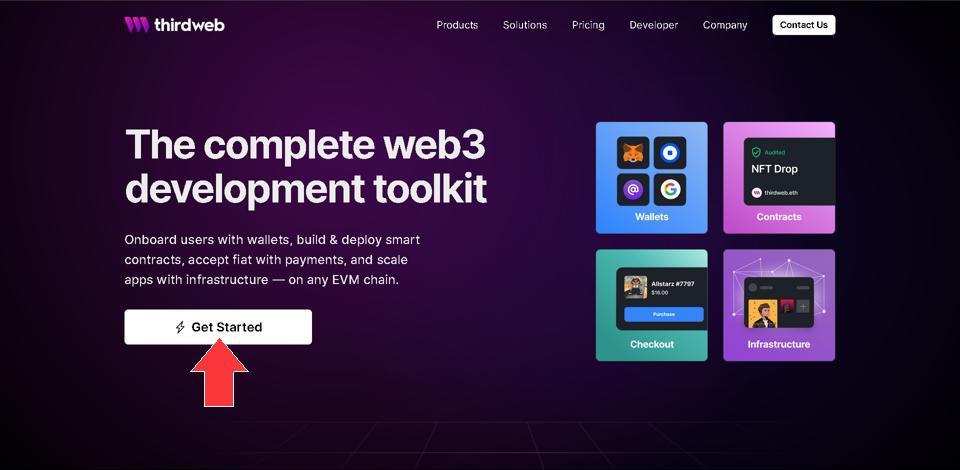 thirdweb
Products Solutions Pricing Developer Company Contact Us
The complete web3
development toolkit
Onboard users with wallets, build & deploy smart
contracts, accept fiat with payments, and scale
apps with infrastructure — on any EVM chain.
Get Started
Wallets
Audited
NFT Drop
thirdweb.eth
Contracts
Allstarz #7797
$16.00
Purchase
Checkout
Infrastructure